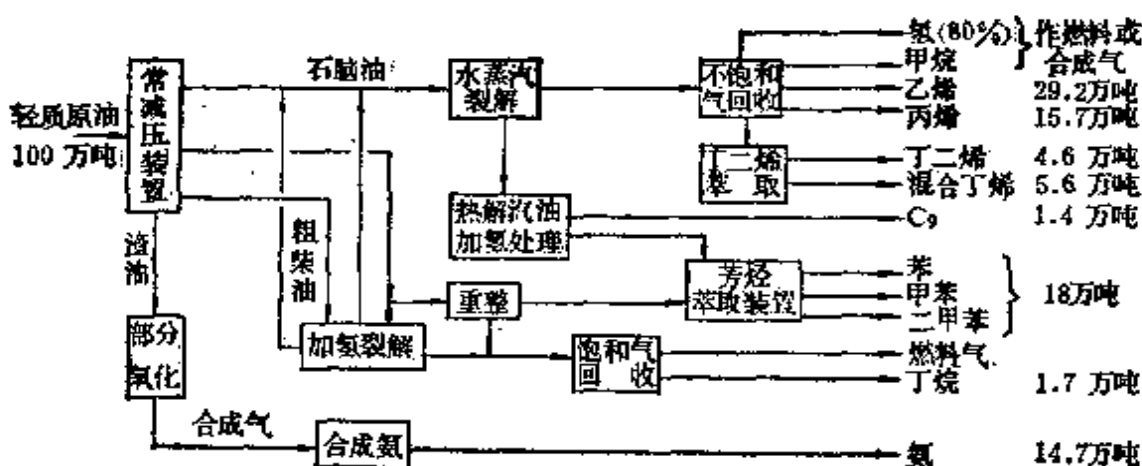 轻质原油
100 万吨
常减压装置
石脑油
水蒸汽
裂解
不饱和
气回收
氢(80%)
甲烷
作燃料或
合成气
乙烯 29.2万吨
丙烯 15.7万吨
丁二烯
萃取
丁二烯 4.6 万吨
混合丁烯 5.6 万吨
热解汽油
加氢处理
C₉ 1.4 万吨
渣油
粗柴油
芳烃
萃取装置
苯
甲苯
二甲苯
18万吨
重整
加氢裂解
饱和气
回收
燃料气
丁烷 1.7 万吨
部分
氧化
合成气
合成氨
氨 14.7万吨